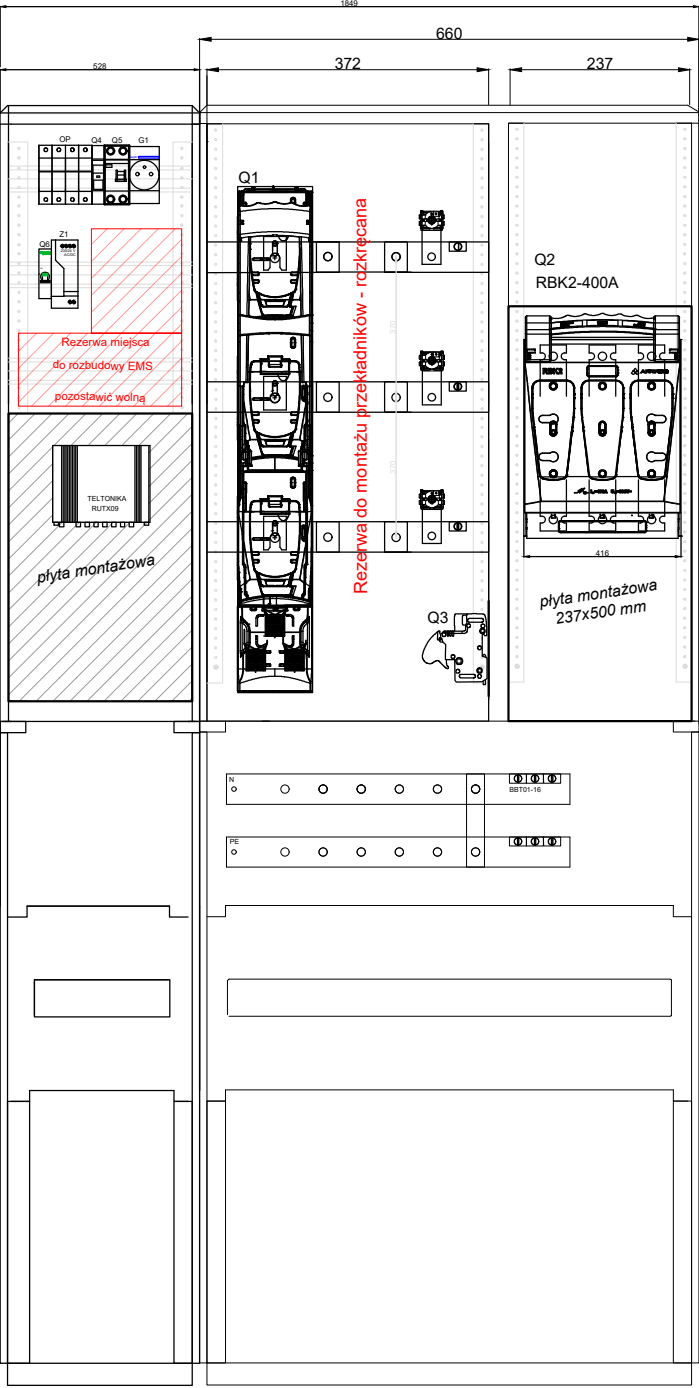 1849
660
528
372
237
OP
Q4
Q5
G1
Q1
Z1
Q6
Q2
RBK2-400A
Rezerwa miejsca
do rozbudowy EMS
pozostawić wolną
Rezerwa do montażu przekładników - rozkręcana
370
370
RBK2
TELTONIKA
RUTX09
płyta montażowa
416
płyta montażowa
237x500 mm
Q3
N
BBT01-16
PE